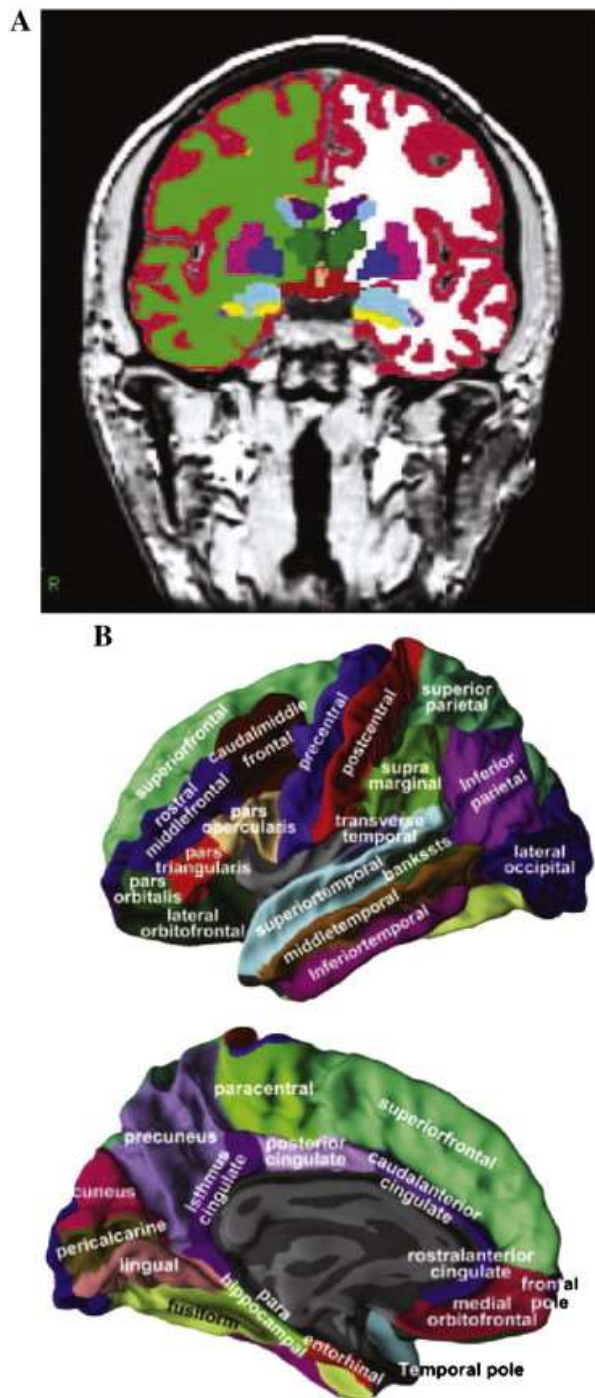 A
R
B
superior
parietal
postcentral
precentral
caudalmiddle
frontal
superiorfrontal
rostral
middlefrontal
supra
marginal
Inferior
parietal
pars
opercularis
transverse
temporal
pars
triangularis
bankssts
lateral
occipital
pars
orbitalis
superiortemporal
lateral
orbitofrontal
middletemporal
Inferiortemporal
paracentral
superiorfrontal
precuneus
posterior
cingulate
Isthmus
cingulate
caudalanterior
cingulate
cuneus
pericalcarine
lingual
rostralanterior
cingulate
frontal
pole
para
hippocampal
medial
orbitofrontal
fusiform
entorhinal
Temporal pole